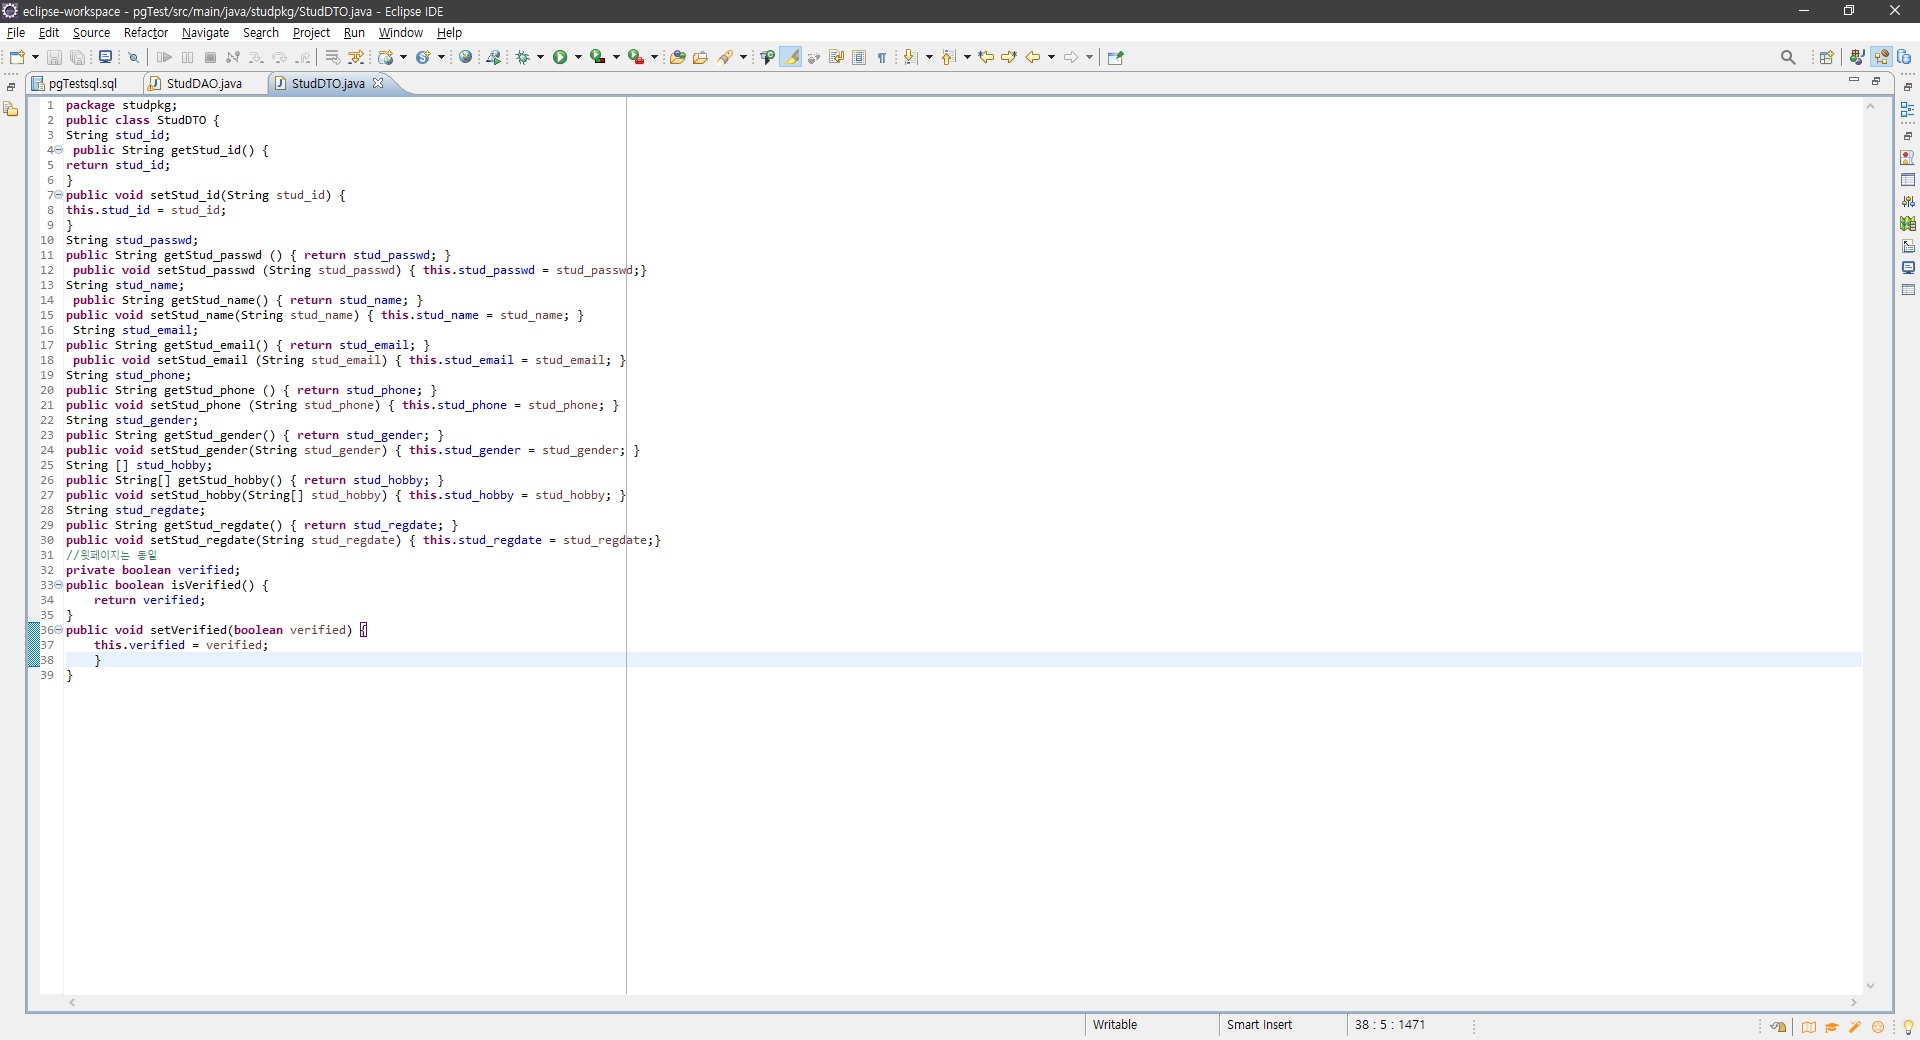 eclipse-workspace - pgTest/src/main/java/studpkg/StudDTO.java - Eclipse IDE
File Edit Source Refactor Navigate Search Project Run Window Help
pgTestsql.sql StudDAO.java StudDTO.java
1 package studpkg;
2 public class StudDTO {
3 String stud_id;
4 public String getStud_id() {
5 return stud_id;
6 }
7 public void setStud_id(String stud_id) {
8 this.stud_id = stud_id;
9 }
10 String stud_passwd;
11 public String getStud_passwd () { return stud_passwd; }
12 public void setStud_passwd (String stud_passwd) { this.stud_passwd = stud_passwd;}
13 String stud_name;
14 public String getStud_name() { return stud_name; }
15 public void setStud_name(String stud_name) { this.stud_name = stud_name; }
16 String stud_email;
17 public String getStud_email() { return stud_email; }
18 public void setStud_email (String stud_email) { this.stud_email = stud_email; }
19 String stud_phone;
20 public String getStud_phone () { return stud_phone; }
21 public void setStud_phone (String stud_phone) { this.stud_phone = stud_phone; }
22 String stud_gender;
23 public String getStud_gender() { return stud_gender; }
24 public void setStud_gender(String stud_gender) { this.stud_gender = stud_gender; }
25 String [] stud_hobby;
26 public String[] getStud_hobby() { return stud_hobby; }
27 public void setStud_hobby(String[] stud_hobby) { this.stud_hobby = stud_hobby; }
28 String stud_regdate;
29 public String getStud_regdate() { return stud_regdate; }
30 public void setStud_regdate(String stud_regdate) { this.stud_regdate = stud_regdate;}
31 //윗페이지는 동일
32 private boolean verified;
33 public boolean isVerified() {
34 return verified;
35 }
36 public void setVerified(boolean verified) {
37 this.verified = verified;
38 }
39 }
Writable Smart Insert 38 : 5 : 1471